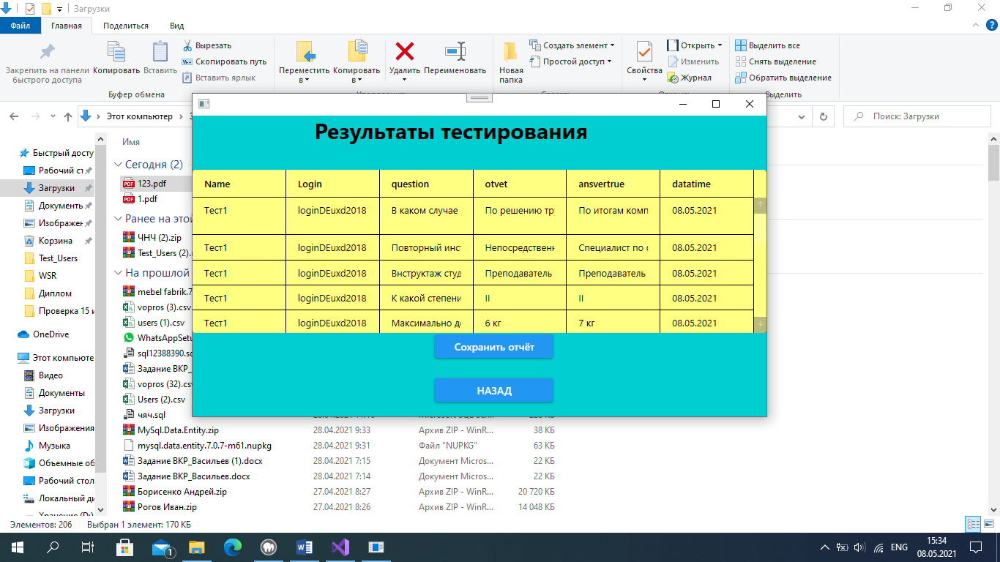 Загрузки
Файл Главная Поделиться Вид
Закрепить на панели быстрого доступа
Копировать
Вставить
Вырезать
Скопировать путь
Вставить ярлык
Буфер обмена
Переместить в
Копировать в
Удалить
Переименовать
Новая папка
Создать элемент
Простой доступ
Свойства
Открыть
Изменить
Журнал
Выделить все
Снять выделение
Обратить выделение
Выделить
Этот компьютер
Поиск: Загрузки
Быстрый досту
Рабочий ст
Загрузки
Документы
Изображен
Корзина
Test_Users
WSR
Диплом
Проверка 15 и
OneDrive
Этот компьюте
Видео
Документы
Загрузки
Изображения
Музыка
Объемные об
Рабочий стол
Локальный ди
Имя
Сегодня (2)
123.pdf
1.pdf
Ранее на этой
ЧНЧ (2).zip
Test_Users (2).
На прошлой
mebel fabrik.7
vopros (3).csv
users (1).csv
WhatsAppSetu
sql12388390.sq
Задание ВКР_
vopros (32).csv
Users (2).csv
чяч.sql
MySql.Data.Entity.zip 28.04.2021 9:33 Архив ZIP - WinR... 38 КБ
mysql.data.entity.7.0.7-m61.nupkg 28.04.2021 9:31 Файл "NUPKG" 63 КБ
Задание ВКР_Васильев (1).docx 28.04.2021 7:15 Документ Micros... 22 КБ
Задание ВКР_Васильев.docx 28.04.2021 7:14 Документ Micros... 22 КБ
Борисенко Андрей.zip 27.04.2021 8:27 Архив ZIP - WinR... 20 720 КБ
Рогов Иван.zip 27.04.2021 8:26 Архив ZIP - WinR... 14 048 КБ
Результаты тестирования
Name Login question otvet ansvertrue datatime
Тест1 loginDEuxd2018 В каком случае По решению тру По итогам комп 08.05.2021
Тест1 loginDEuxd2018 Повторный инст Непосредственн Специалист по с 08.05.2021
Тест1 loginDEuxd2018 Внструктаж студ Преподаватель Преподаватель 08.05.2021
Тест1 loginDEuxd2018 К какой степени II II 08.05.2021
Тест1 loginDEuxd2018 Максимально до 6 кг 7 кг 08.05.2021
Сохранить отчёт
НАЗАД
Элементов: 206 Выбран 1 элемент: 170 КБ
1
ENG
15:34
08.05.2021